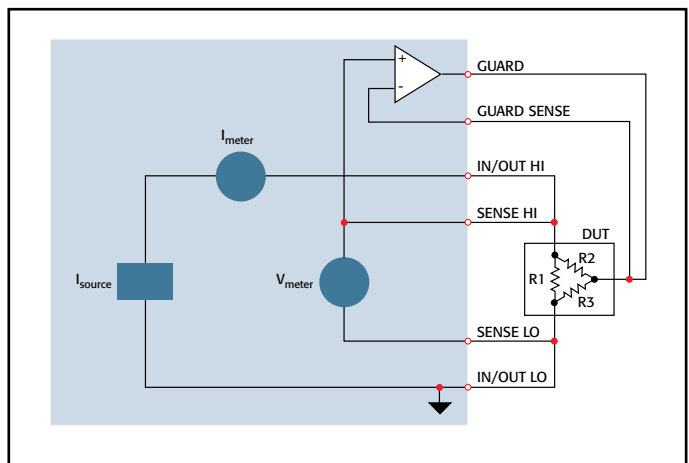 GUARD
+
-
GUARD SENSE
Imeter
IN/OUT HI
SENSE HI
DUT
R2
R1
R3
Isource
Vmeter
SENSE LO
IN/OUT LO